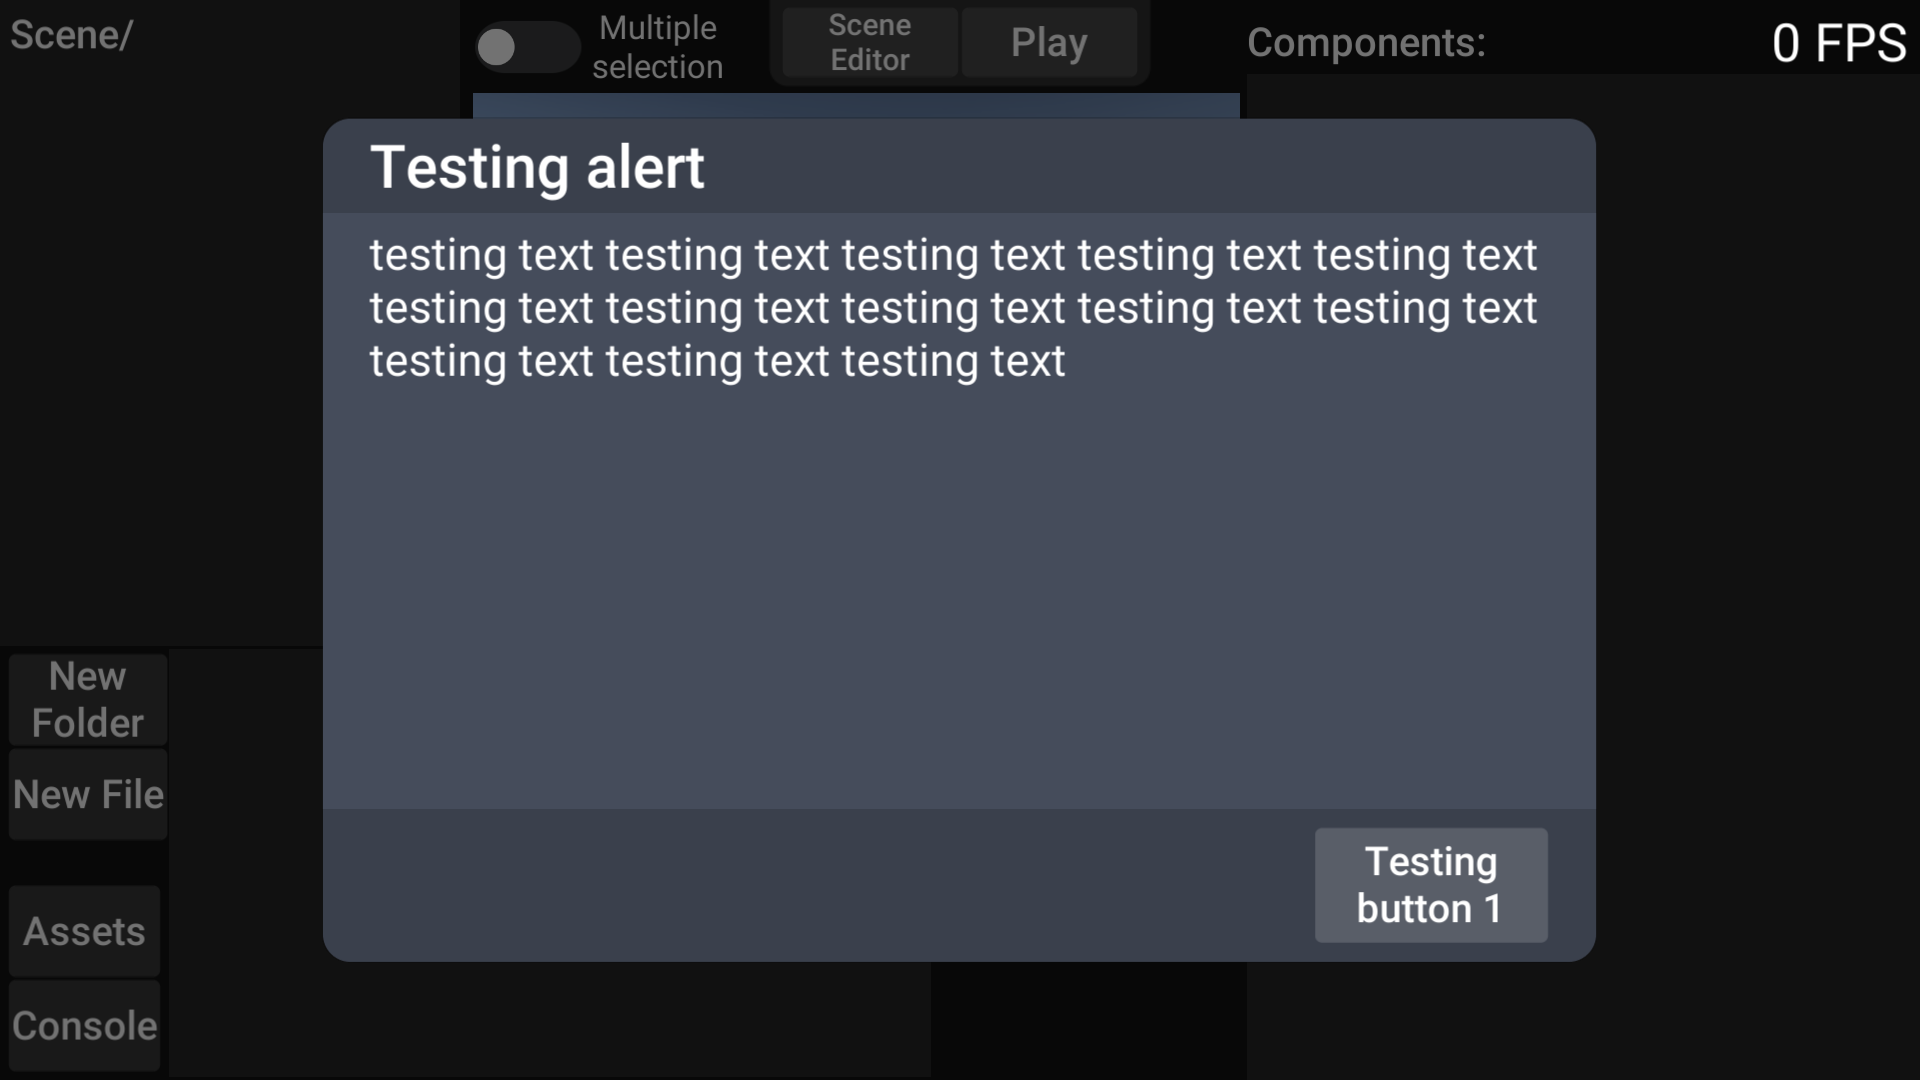 Scene/
Multiple
selection
Scene
Editor
Play
Components:
0 FPS
Testing alert
testing text testing text testing text testing text testing text
testing text testing text testing text testing text testing text
testing text testing text testing text
New
Folder
New File
Assets
Console
Testing
button 1